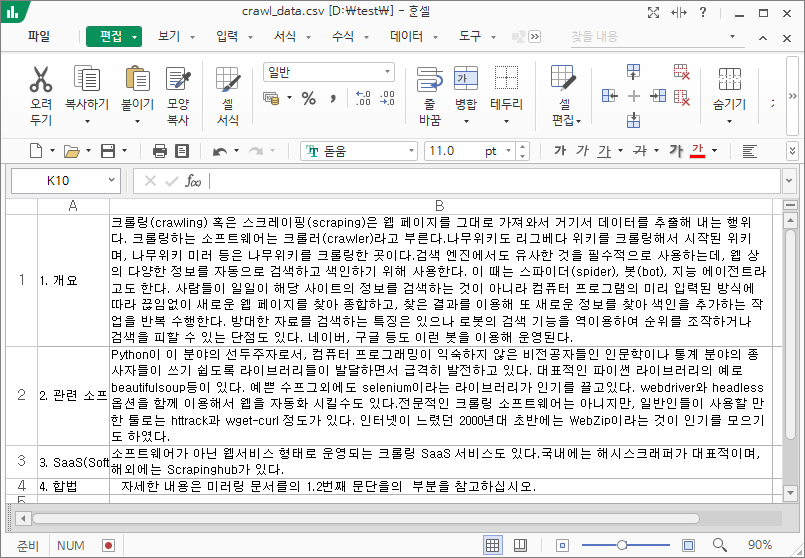 crawl_data.csv [D:₩test₩] - 훈셀
파일 편집 보기 입력 서식 수식 데이터 도구 찾을 내용
오려 두기 복사하기 붙이기 모양 복사 셀 서식 일반 줄 바꿈 병합 테두리 셀 편집 숨기기
돋움 11.0 pt 가 가 가 가 가 가 가
K10
A B
1 1. 개요
크롤링(crawling) 혹은 스크레이핑(scraping)은 웹 페이지를 그대로 가져와서 거기서 데이터를 추출해 내는 행위
다. 크롤링하는 소프트웨어는 크롤러(crawler)라고 부른다.나무위키도 리그베다 위키를 크롤링해서 시작된 위키
며, 나무위키 미러 등은 나무위키를 크롤링한 곳이다.검색 엔진에서도 유사한 것을 필수적으로 사용하는데, 웹 상
의 다양한 정보를 자동으로 검색하고 색인하기 위해 사용한다. 이 때는 스파이더(spider), 봇(bot), 지능 에이전트라
고도 한다. 사람들이 일일이 해당 사이트의 정보를 검색하는 것이 아니라 컴퓨터 프로그램의 미리 입력된 방식에
따라 끊임없이 새로운 웹 페이지를 찾아 종합하고, 찾은 결과를 이용해 또 새로운 정보를 찾아 색인을 추가하는 작
업을 반복 수행한다. 방대한 자료를 검색하는 특징은 있으나 로봇의 검색 기능을 역이용하여 순위를 조작하거나
검색을 피할 수 있는 단점도 있다. 네이버, 구글 등도 이런 봇을 이용해 운영된다.
2 2. 관련 소프
Python이 이 분야의 선두주자로서, 컴퓨터 프로그래밍이 익숙하지 않은 비전공자들인 인문학이나 통계 분야의 종
사자들이 쓰기 쉽도록 라이브러리들이 발달하면서 급격히 발전하고 있다. 대표적인 파이썬 라이브러리의 예로
beautifulsoup등이 있다. 예쁜 수프그외에도 selenium이라는 라이브러리가 인기를 끌고있다. webdriver와 headless
옵션을 함께 이용해서 웹을 자동화 시킬수도 있다.전문적인 크롤링 소프트웨어는 아니지만, 일반인들이 사용할 만
한 툴로는 httrack과 wget-curl 정도가 있다. 인터넷이 느렸던 2000년대 초반에는 WebZip이라는 것이 인기를 모으기
도 하였다.
3 3. SaaS(Soft
소프트웨어가 아닌 웹서비스 형태로 운영되는 크롤링 SaaS 서비스도 있다.국내에는 해시스크래퍼가 대표적이며,
해외에는 Scrapinghub가 있다.
4 4. 합법 자세한 내용은 미러링 문서를의 1.2번째 문단을의 부분을 참고하십시오.
5
준비 NUM 90%